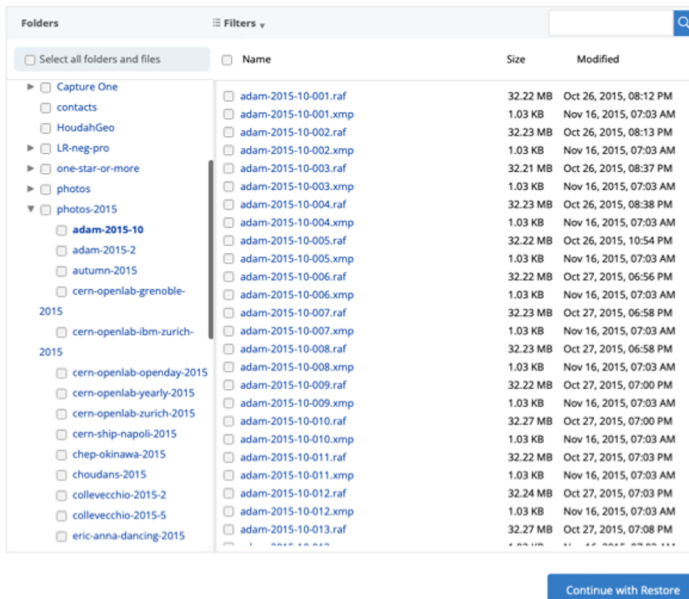 Folders
Filters
Select all folders and files
Name Size Modified
Capture One
contacts
HoudahGeo
LR-neg-pro
one-star-or-more
photos
photos-2015
adam-2015-10
adam-2015-2
autumn-2015
cern-openlab-grenoble-
2015
cern-openlab-ibm-zurich-
2015
cern-openlab-openday-2015
cern-openlab-yearly-2015
cern-openlab-zurich-2015
cern-ship-napoli-2015
chep-okinawa-2015
choudans-2015
collevecchio-2015-2
collevecchio-2015-5
eric-anna-dancing-2015
adam-2015-10-001.raf 32.22 MB Oct 26, 2015, 08:12 PM
adam-2015-10-001.xmp 1.03 KB Nov 16, 2015, 07:03 AM
adam-2015-10-002.raf 32.23 MB Oct 26, 2015, 08:13 PM
adam-2015-10-002.xmp 1.03 KB Nov 16, 2015, 07:03 AM
adam-2015-10-003.raf 32.21 MB Oct 26, 2015, 08:37 PM
adam-2015-10-003.xmp 1.03 KB Nov 16, 2015, 07:03 AM
adam-2015-10-004.raf 32.23 MB Oct 26, 2015, 08:38 PM
adam-2015-10-004.xmp 1.03 KB Nov 16, 2015, 07:03 AM
adam-2015-10-005.raf 32.22 MB Oct 26, 2015, 10:54 PM
adam-2015-10-005.xmp 1.03 KB Nov 16, 2015, 07:03 AM
adam-2015-10-006.raf 32.22 MB Oct 27, 2015, 06:56 PM
adam-2015-10-006.xmp 1.03 KB Nov 16, 2015, 07:03 AM
adam-2015-10-007.raf 32.23 MB Oct 27, 2015, 06:58 PM
adam-2015-10-007.xmp 1.03 KB Nov 16, 2015, 07:03 AM
adam-2015-10-008.raf 32.23 MB Oct 27, 2015, 06:58 PM
adam-2015-10-008.xmp 1.03 KB Nov 16, 2015, 07:03 AM
adam-2015-10-009.raf 32.22 MB Oct 27, 2015, 07:00 PM
adam-2015-10-009.xmp 1.03 KB Nov 16, 2015, 07:03 AM
adam-2015-10-010.raf 32.27 MB Oct 27, 2015, 07:00 PM
adam-2015-10-010.xmp 1.03 KB Nov 16, 2015, 07:03 AM
adam-2015-10-011.raf 32.22 MB Oct 27, 2015, 07:03 PM
adam-2015-10-011.xmp 1.03 KB Nov 16, 2015, 07:03 AM
adam-2015-10-012.raf 32.24 MB Oct 27, 2015, 07:03 PM
adam-2015-10-012.xmp 1.03 KB Nov 16, 2015, 07:03 AM
adam-2015-10-013.raf 32.27 MB Oct 27, 2015, 07:08 PM
Continue with Restore